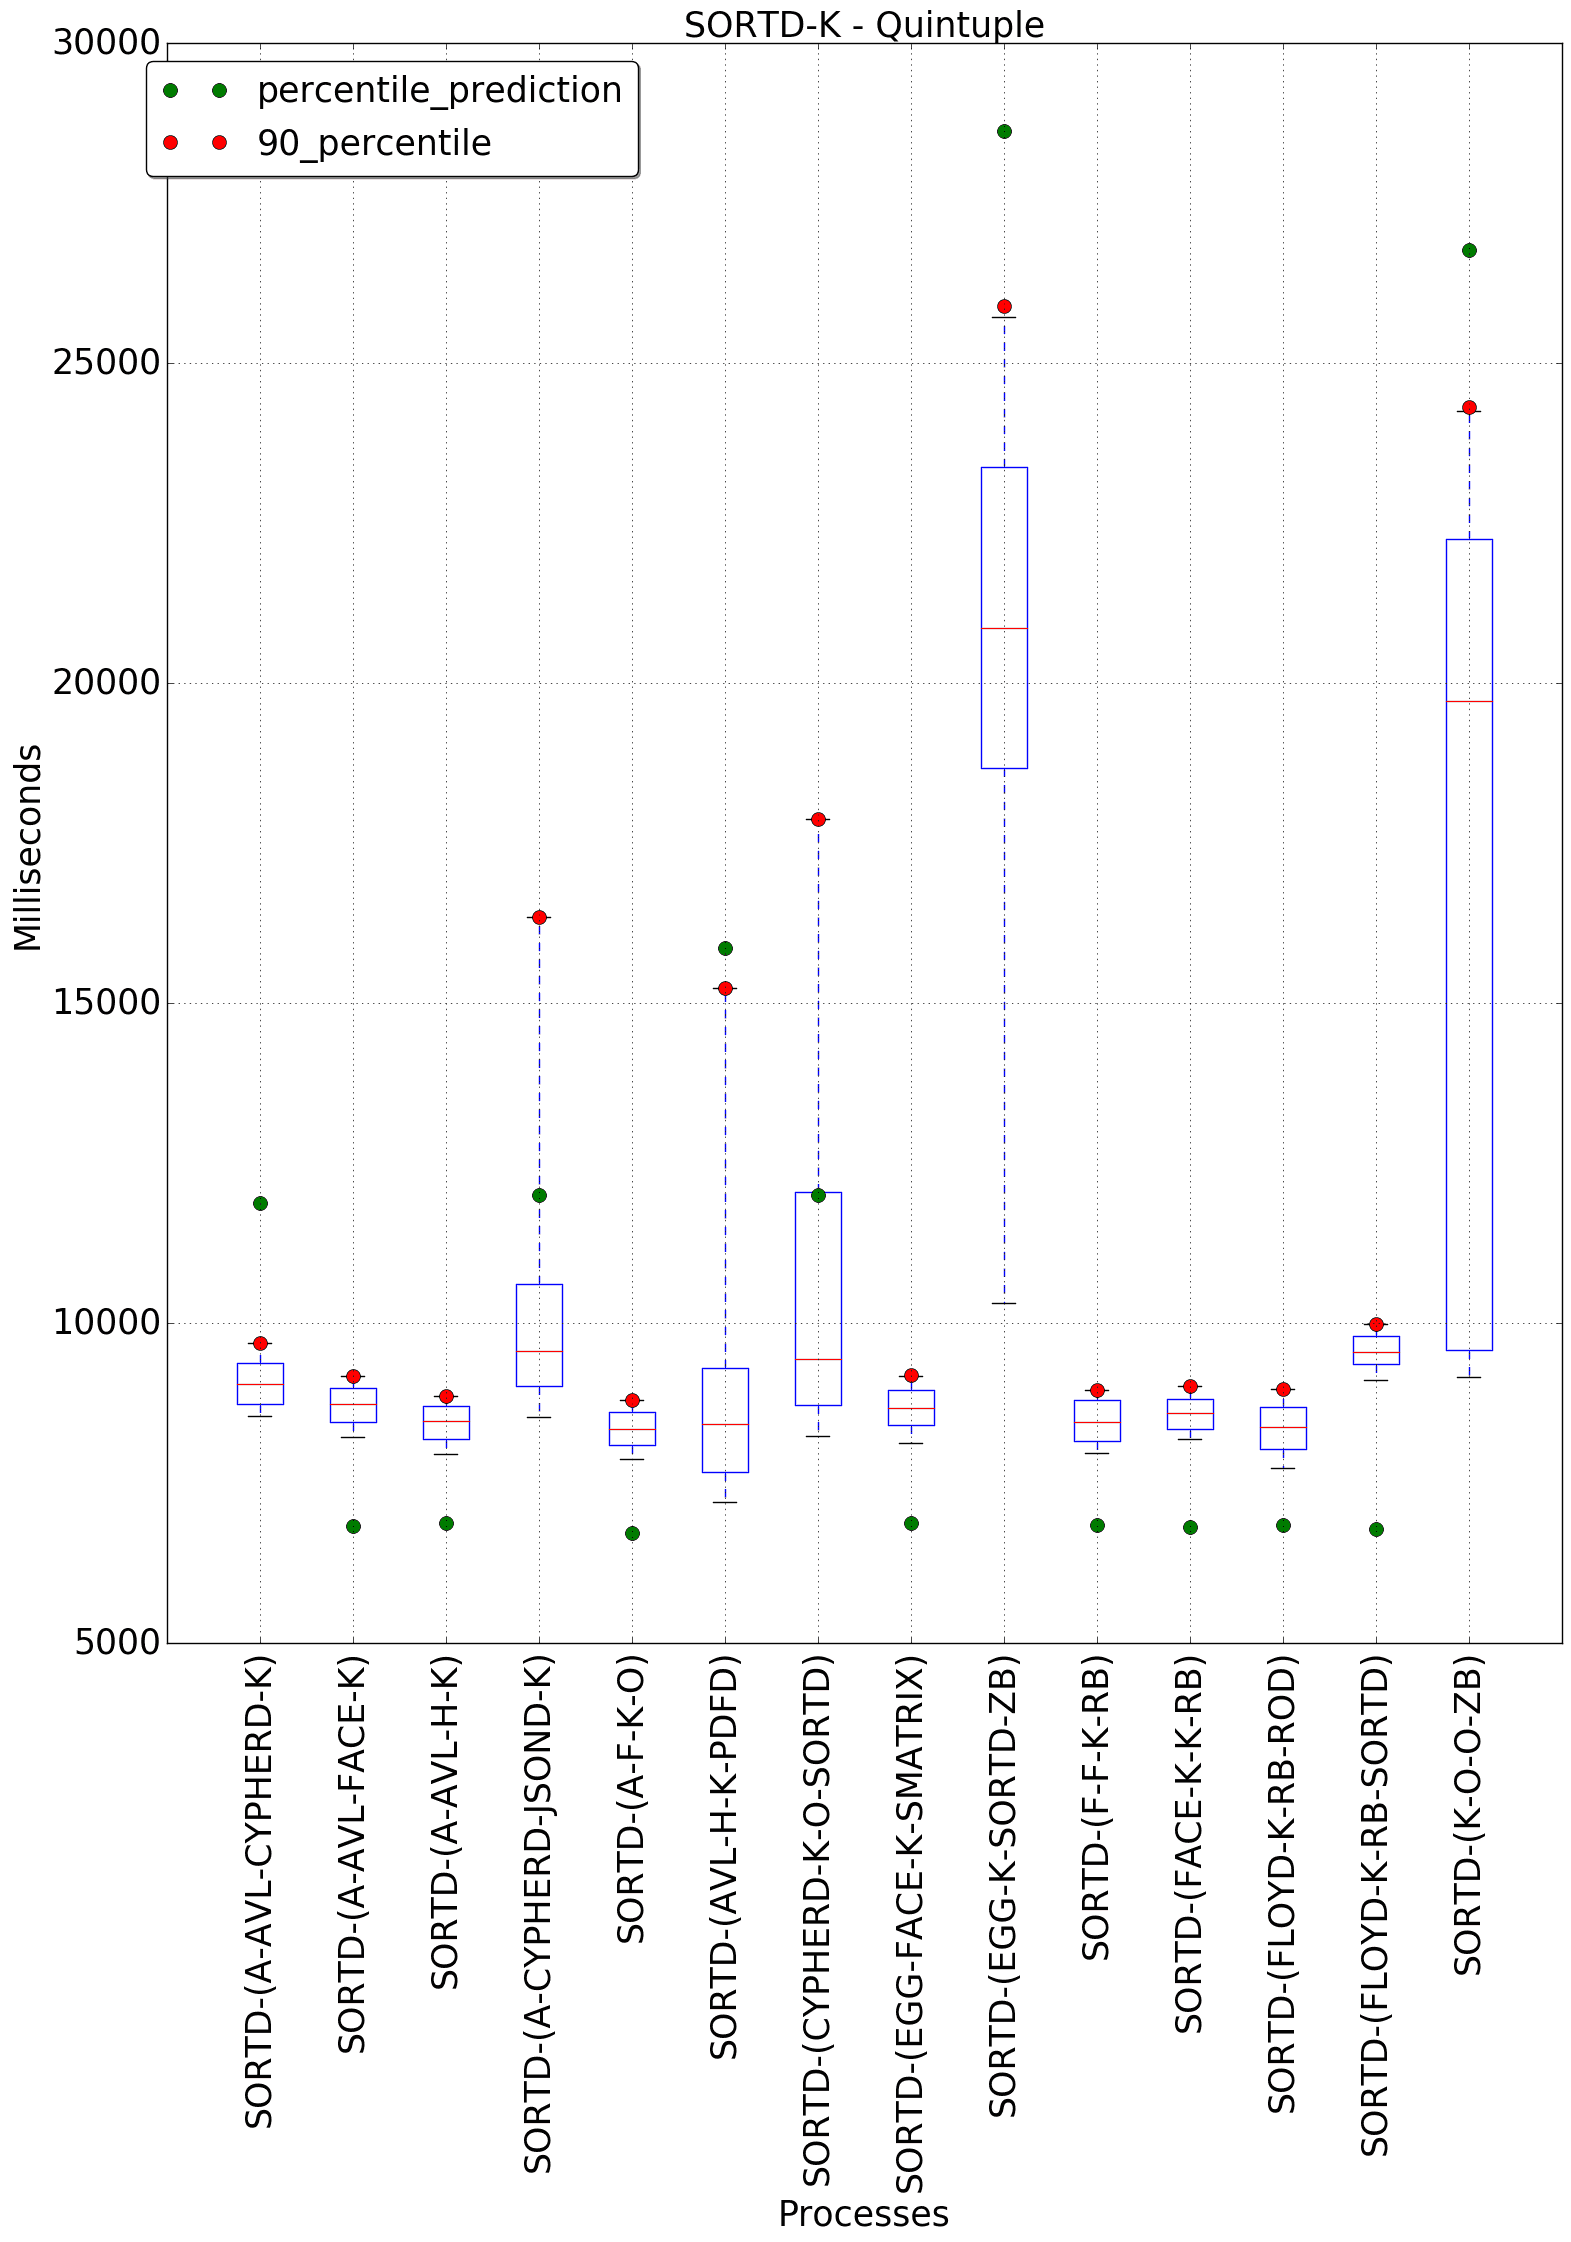 SORTD-K - Quintuple
30000
25000
20000
15000
10000
5000
Milliseconds
percentile_prediction
90_percentile
SORTD-(A-AVL-CYPHERD-K)
SORTD-(A-AVL-FACE-K)
SORTD-(A-AVL-H-K)
SORTD-(A-CYPHERD-JSOND-K)
SORTD-(A-F-K-O)
SORTD-(AVL-H-K-PDFD)
SORTD-(CYPHERD-K-O-SORTD)
SORTD-(EGG-FACE-K-SMATRIX)
SORTD-(EGG-K-SORTD-ZB)
SORTD-(F-F-K-RB)
SORTD-(FACE-K-K-RB)
SORTD-(FLOYD-K-RB-ROD)
SORTD-(FLOYD-K-RB-SORTD)
SORTD-(K-O-O-ZB)
Processes